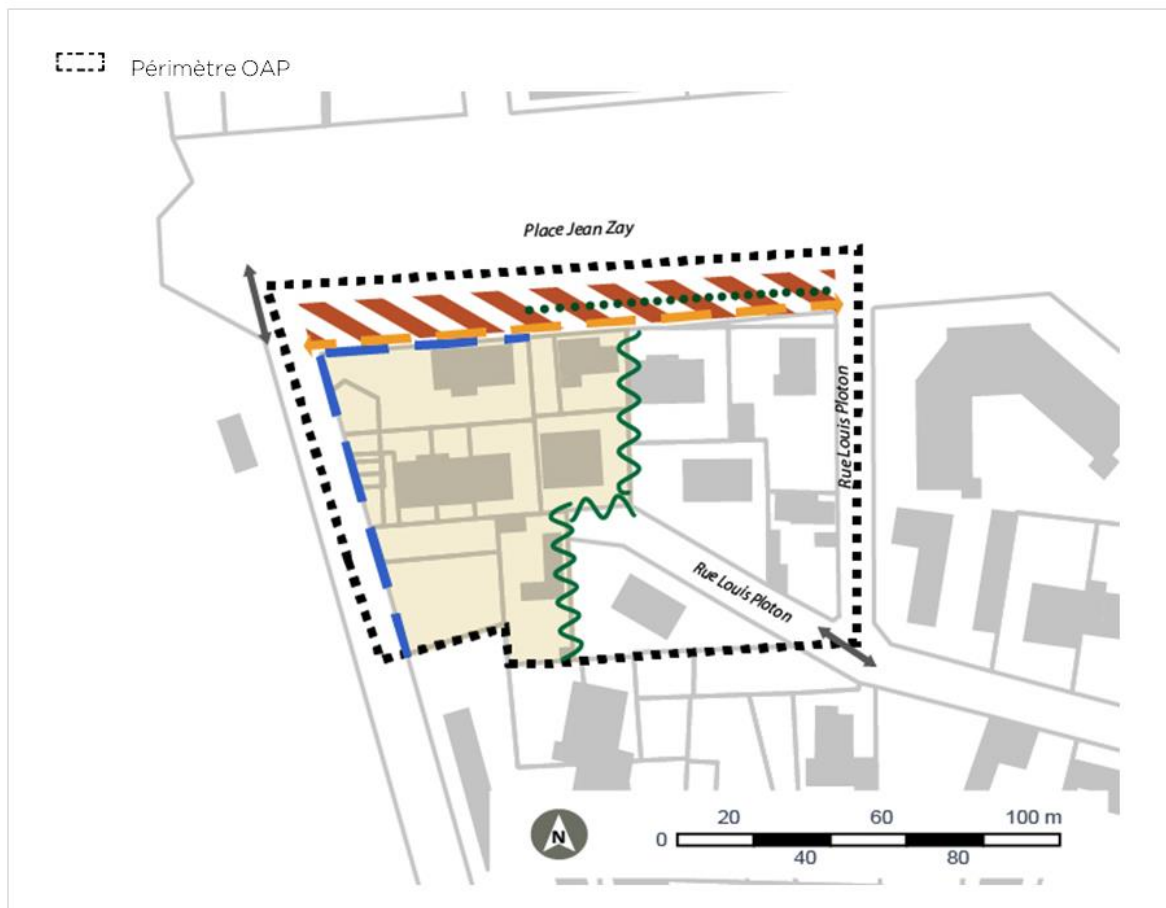 Périmètre OAP
Place Jean Zay
Rue Louis Ploton
Rue Louis Ploton
N
0 20 40 60 80 100 m